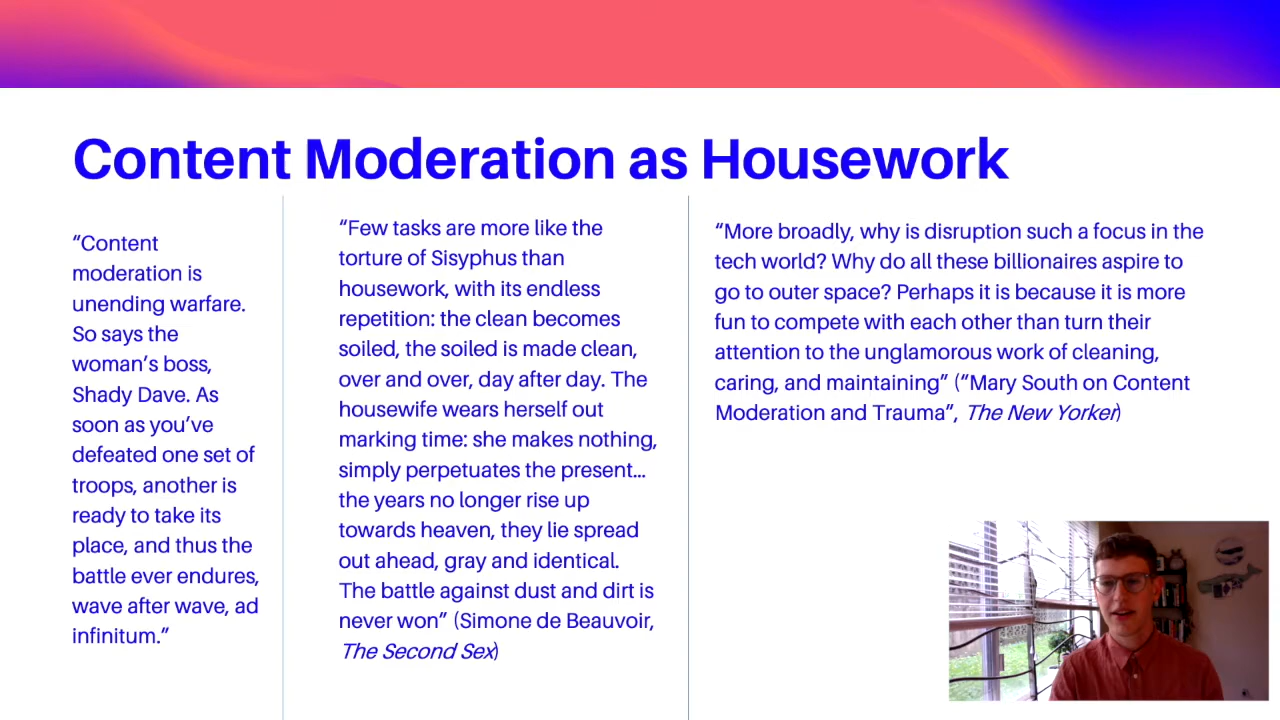 Content Moderation as Housework
“Content
moderation is
unending warfare.
So says the
woman’s boss,
Shady Dave. As
soon as you’ve
defeated one set of
troops, another is
ready to take its
place, and thus the
battle ever endures,
wave after wave, ad
infinitum.”
“Few tasks are more like the
torture of Sisyphus than
housework, with its endless
repetition: the clean becomes
soiled, the soiled is made clean,
over and over, day after day. The
housewife wears herself out
marking time: she makes nothing,
simply perpetuates the present...
the years no longer rise up
towards heaven, they lie spread
out ahead, gray and identical.
The battle against dust and dirt is
never won” (Simone de Beauvoir,
The Second Sex)
“More broadly, why is disruption such a focus in the
tech world? Why do all these billionaires aspire to
go to outer space? Perhaps it is because it is more
fun to compete with each other than turn their
attention to the unglamorous work of cleaning,
caring, and maintaining” (“Mary South on Content
Moderation and Trauma”, The New Yorker)